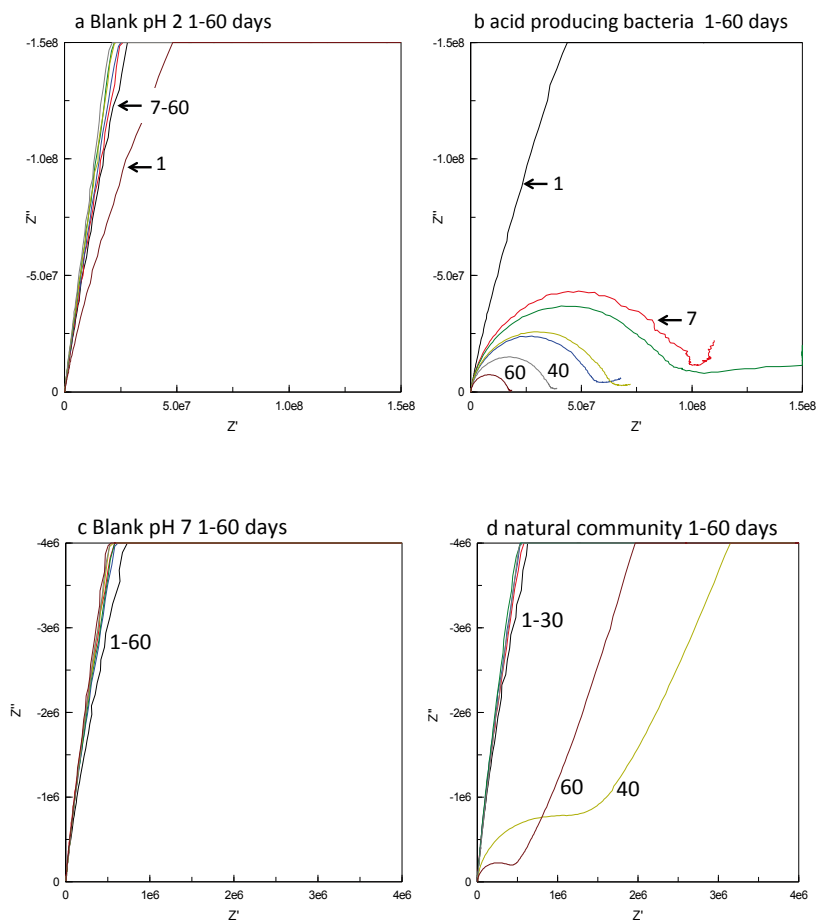 a Blank pH 2 1-60 days
-1.5e8
-1.0e8
-5.0e7
0
Z''
7-60
1
0
5.0e7
1.0e8
1.5e8
Z'
b acid producing bacteria 1-60 days
-1.5e8
-1.0e8
-5.0e7
0
Z''
1
7
60
40
0
5.0e7
1.0e8
1.5e8
Z'
c Blank pH 7 1-60 days
-4e6
-3e6
-2e6
-1e6
0
Z''
1-60
0
1e6
2e6
3e6
4e6
Z'
d natural community 1-60 days
-4e6
-3e6
-2e6
-1e6
0
Z''
1-30
60
40
0
1e6
2e6
3e6
4e6
Z'